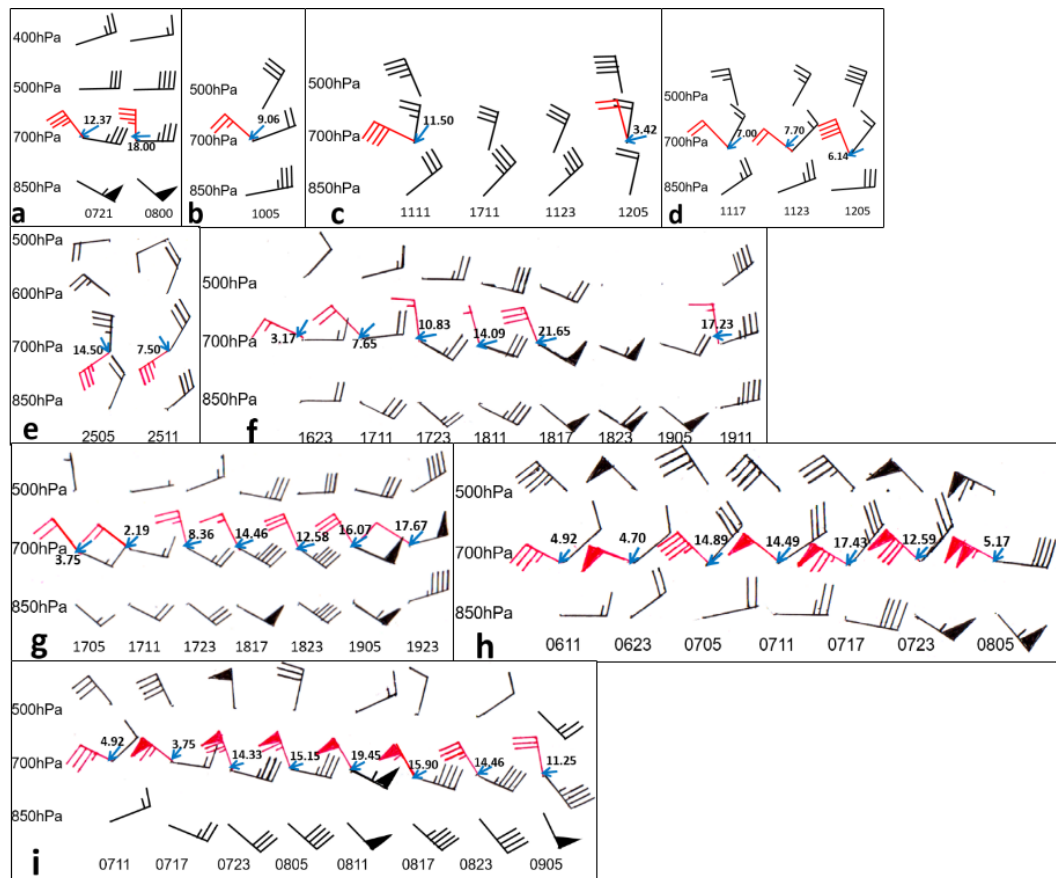 400hPa
500hPa
12.37
700hPa
18.00
850hPa
a 0721 0800
500hPa
9.06
700hPa
850hPa
b 1005
500hPa
11.50
700hPa
3.42
850hPa
c 1111 1711 1123 1205
500hPa
7.00 7.70
700hPa
6.14
850hPa
d 1117 1123 1205
500hPa
600hPa
14.50 7.50
700hPa
850hPa
e 2505 2511
500hPa
3.17 7.65 10.83 14.09 21.65 17.23
700hPa
850hPa
f 1623 1711 1723 1811 1817 1823 1905 1911
500hPa
3.75 2.19 8.36 14.46 12.58 16.07 17.67
700hPa
850hPa
g 1705 1711 1723 1817 1823 1905 1923
500hPa
4.92 4.70 14.89 14.49 17.43 12.59 5.17
700hPa
850hPa
h 0611 0623 0705 0711 0717 0723 0805
500hPa
4.92 3.75 14.33 15.15 19.45 15.90 14.46 11.25
700hPa
850hPa
i 0711 0717 0723 0805 0811 0817 0823 0905